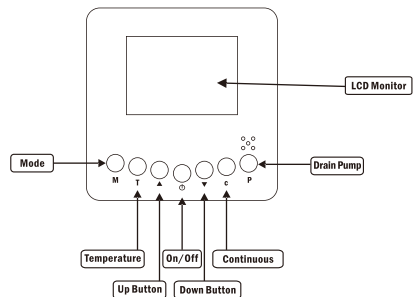 LCD Monitor
Mode
Drain Pump
M T ▲ ▼ c P
Temperature
On/Off
Continuous
Up Button
Down Button